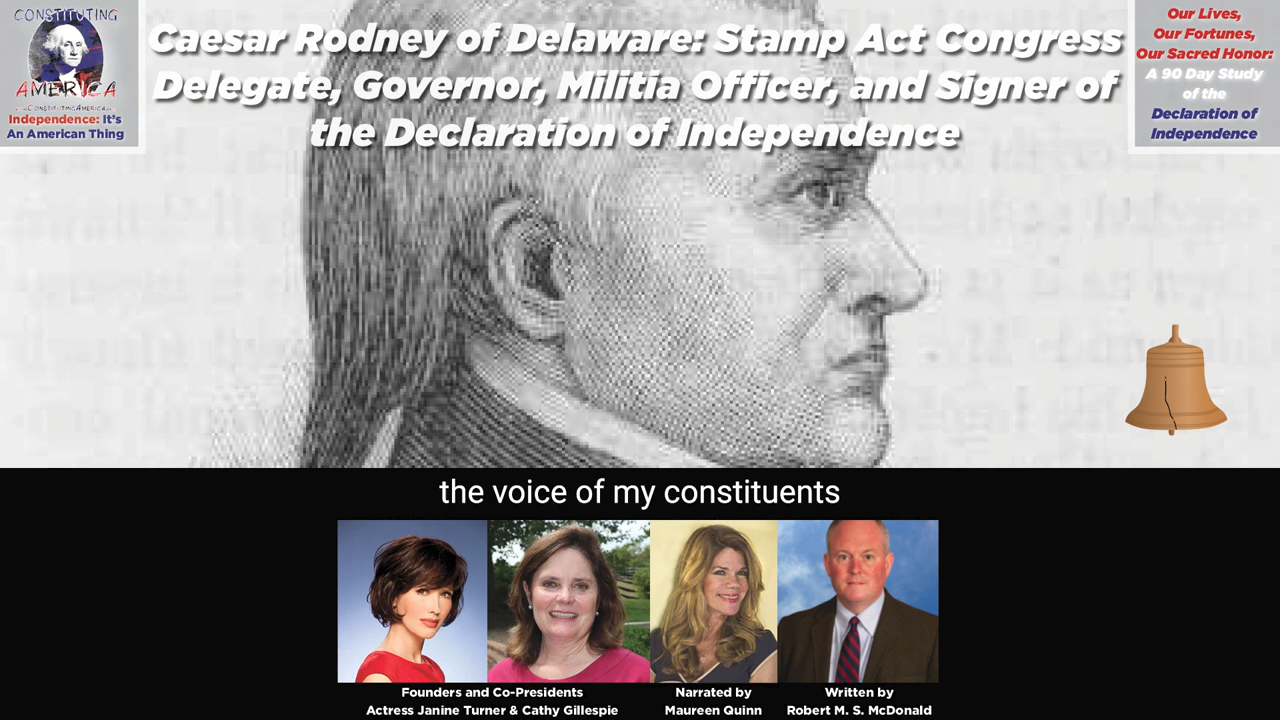 CONSTITUTING
AMERICA
CONSTITUTINGAMERICA
Independence: It's
An American Thing
Caesar Rodney of Delaware: Stamp Act Congress
Delegate, Governor, Militia Officer, and Signer of
the Declaration of Independence
Our Lives,
Our Fortunes,
Our Sacred Honor:
A 90 Day Study
of the
Declaration of
Independence
the voice of my constituents
Founders and Co-Presidents
Actress Janine Turner & Cathy Gillespie
Narrated by
Maureen Quinn
Written by
Robert M. S. McDonald